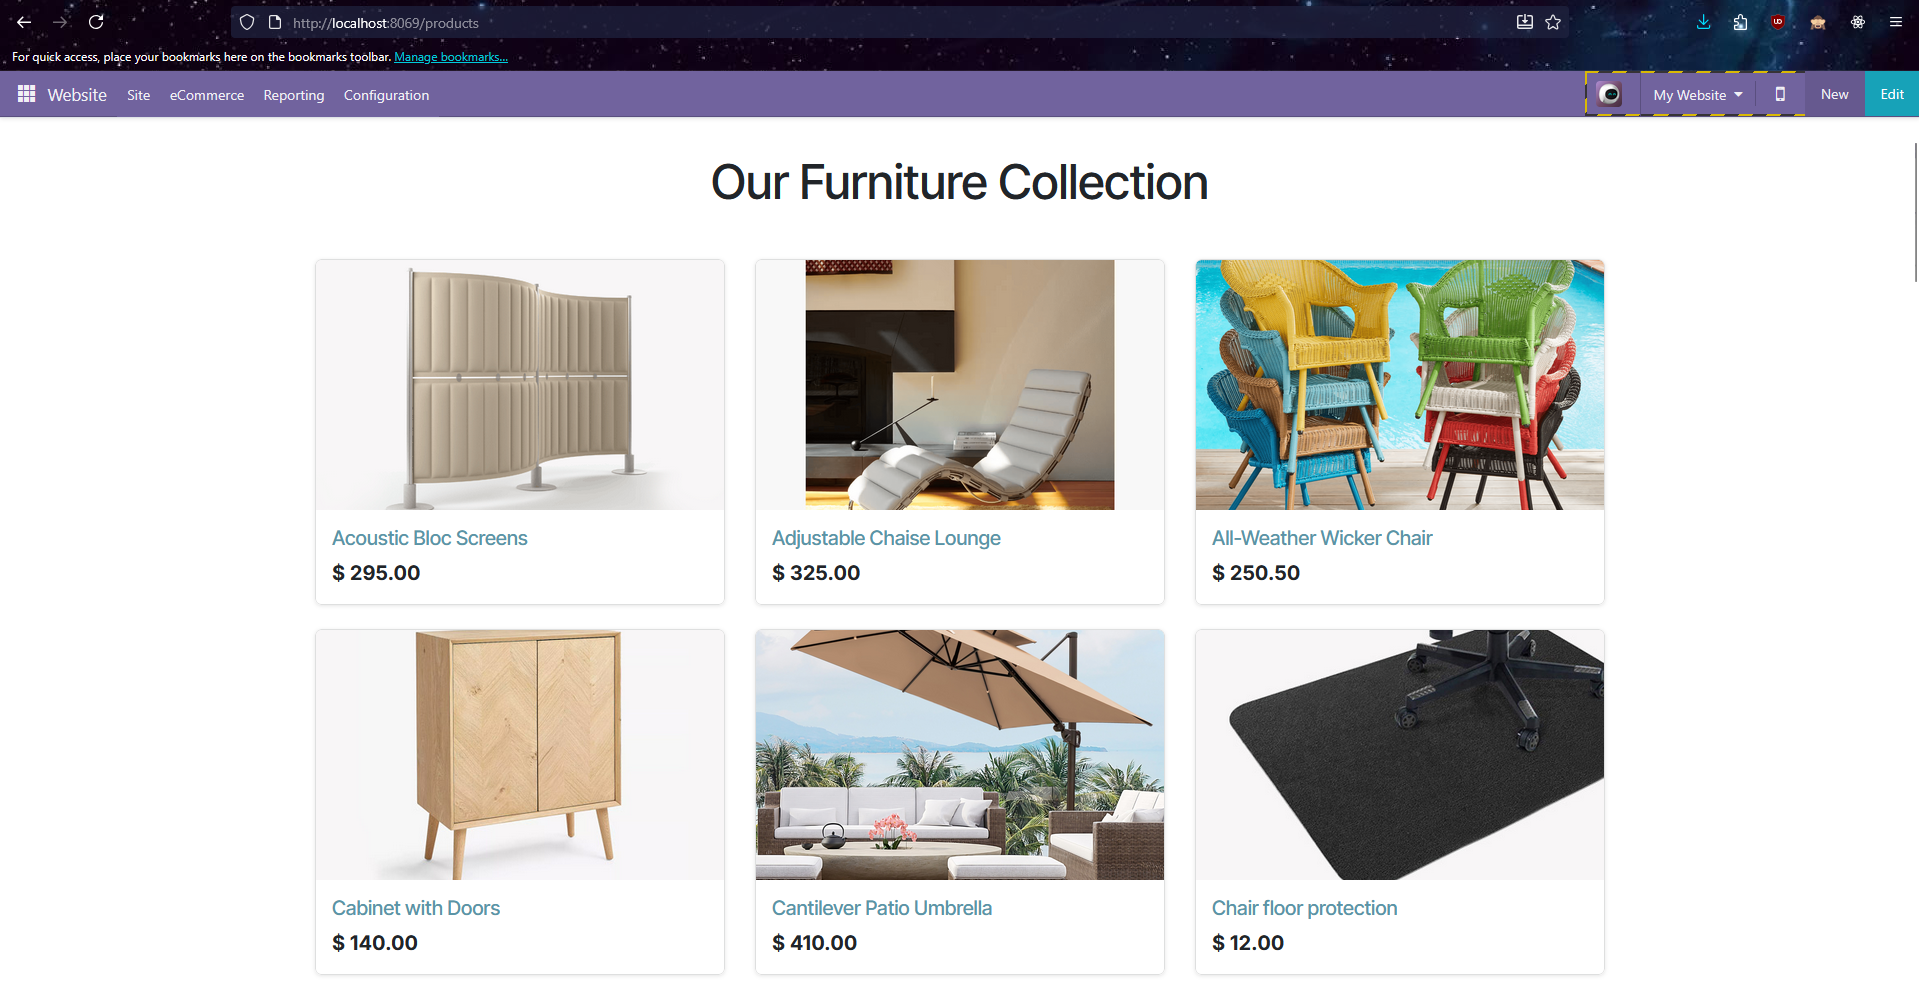 http://localhost:8069/products
For quick access, place your bookmarks here on the bookmarks toolbar. Manage bookmarks...
Website Site eCommerce Reporting Configuration My Website New Edit
Our Furniture Collection
Acoustic Bloc Screens
$ 295.00
Adjustable Chaise Lounge
$ 325.00
All-Weather Wicker Chair
$ 250.50
Cabinet with Doors
$ 140.00
Cantilever Patio Umbrella
$ 410.00
Chair floor protection
$ 12.00